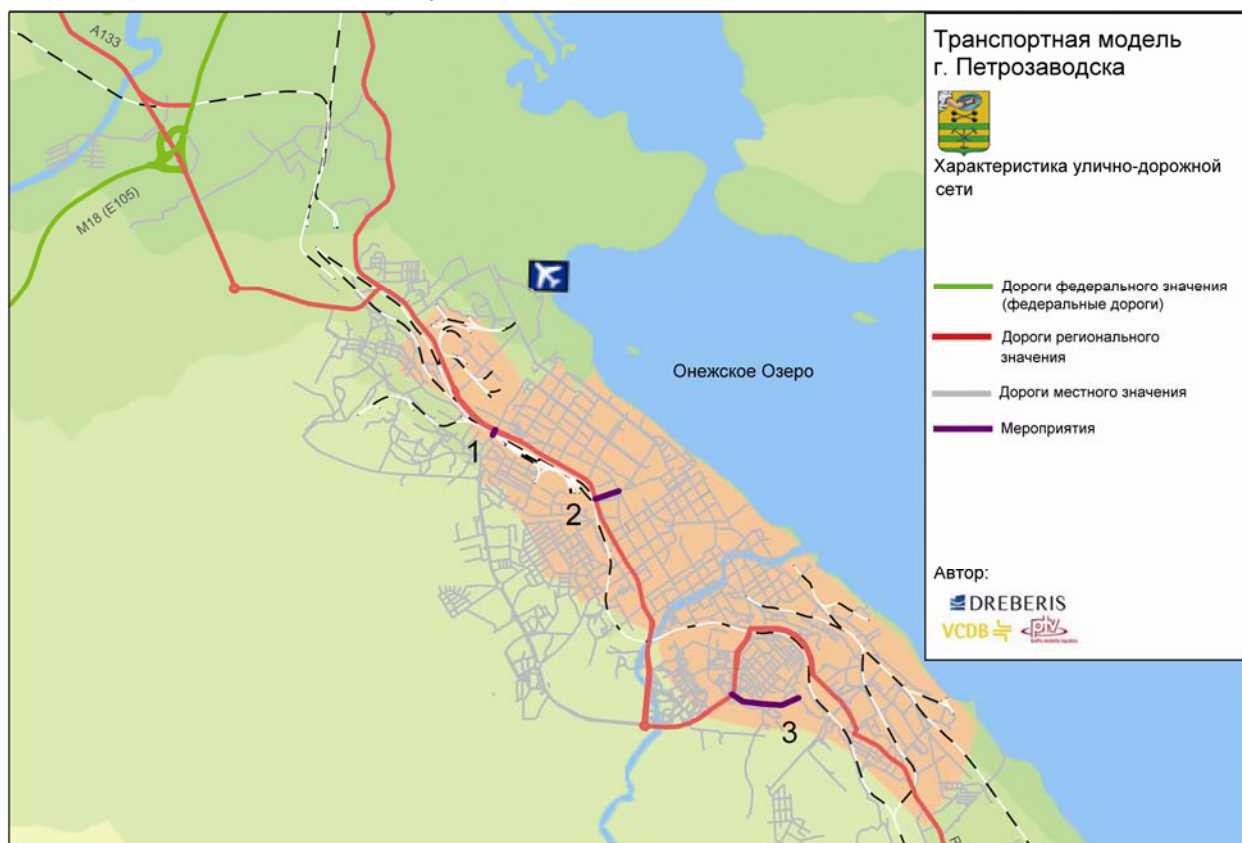 A133
M18 (E105)
1
2
3
Онежское Озеро
Транспортная модель
г. Петрозаводска
Характеристика улично-дорожной
сети
Дороги федерального значения
(федеральные дороги)
Дороги регионального
значения
Дороги местного значения
Мероприятия
Автор:
DREBERIS
VCDB ptv